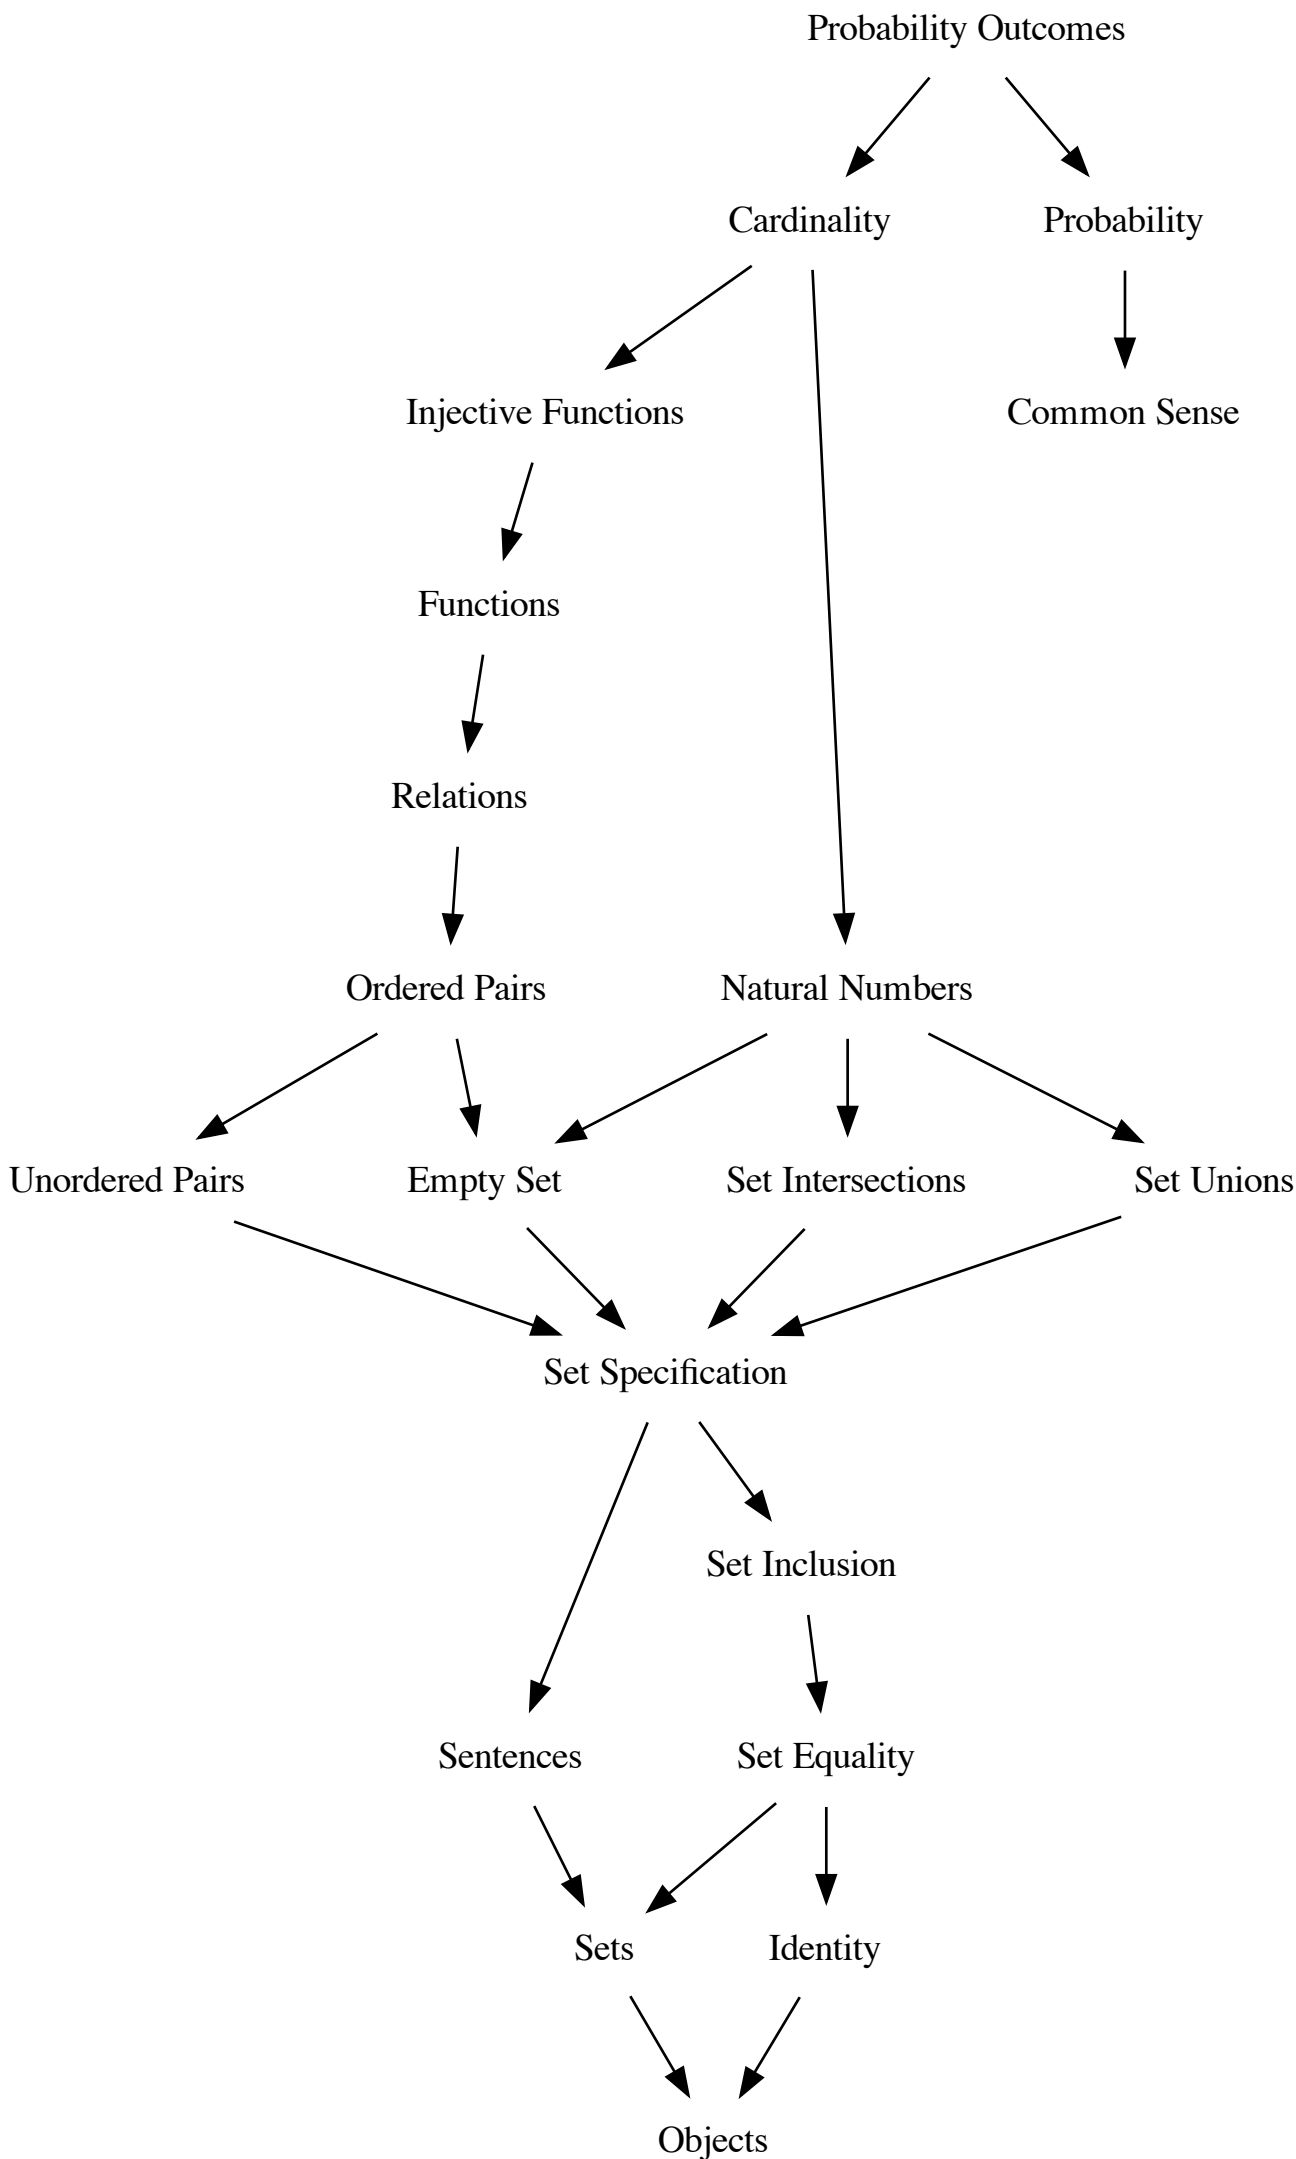 Probability Outcomes
Cardinality
Probability
Injective Functions
Common Sense
Functions
Relations
Ordered Pairs
Natural Numbers
Unordered Pairs
Empty Set
Set Intersections
Set Unions
Set Specification
Set Inclusion
Sentences
Set Equality
Sets
Identity
Objects